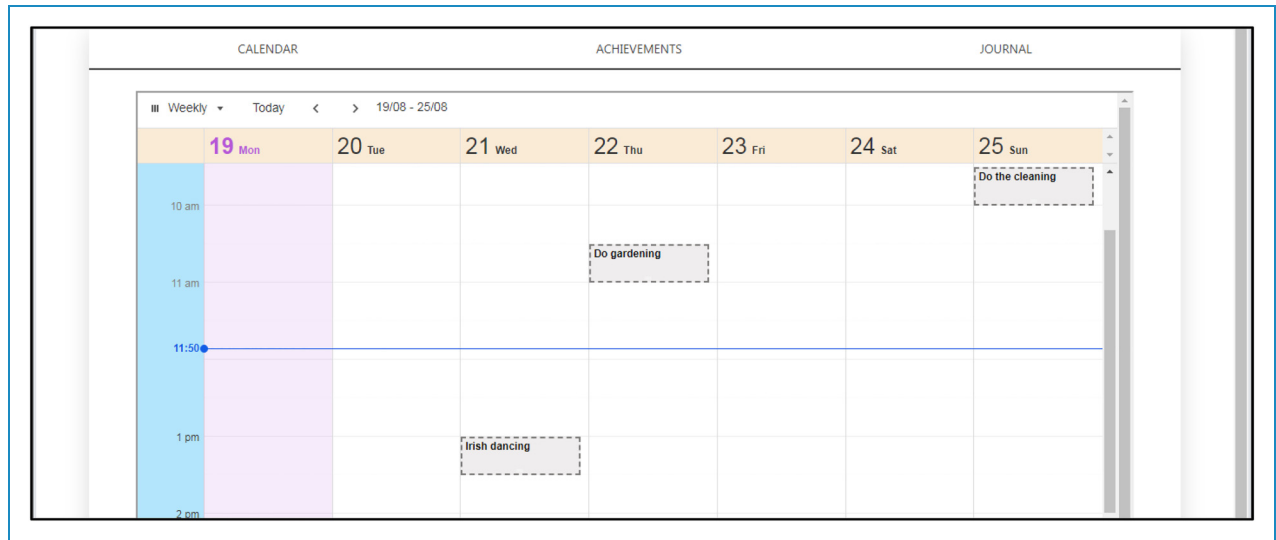 CALENDAR ACHIEVEMENTS JOURNAL
Weekly Today < > 19/08 - 25/08
19 Mon 20 Tue 21 Wed 22 Thu 23 Fri 24 Sat 25 Sun
Do the cleaning
10 am
Do gardening
11 am
11:50
1 pm
Irish dancing
2 pm